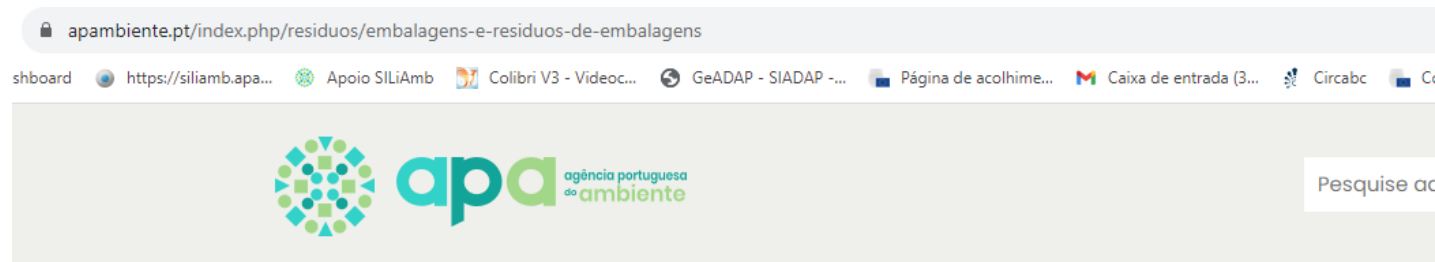 apambiente.pt/index.php/residuos/embalagens-e-residuos-de-embalagens
shboard https://siliamb.apa... Apoio SILiAmb Colibri V3 - Videoc... GeADAP - SIADAP -... Página de acolhime... Caixa de entrada (3... Circabc Co
apa agência portuguesa
do ambiente
Pesquise ac